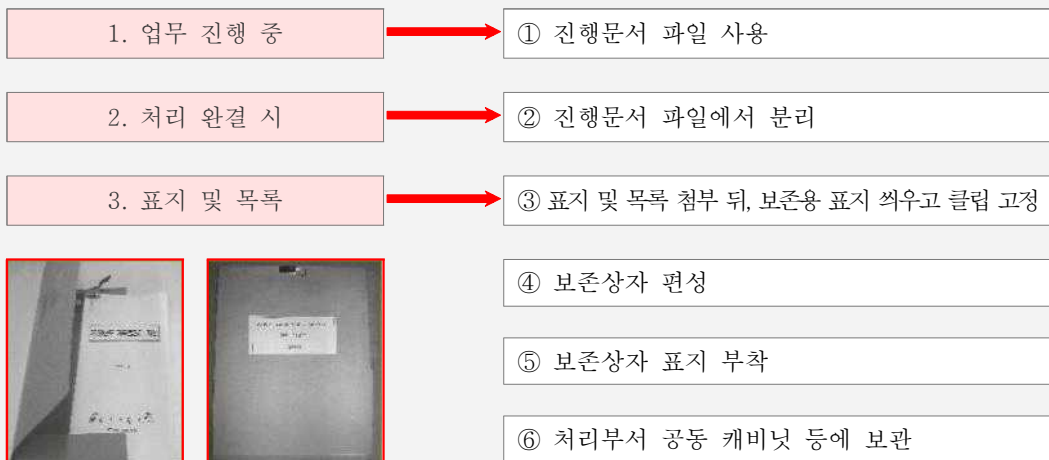 1. 업무 진행 중
① 진행문서 파일 사용
2. 처리 완결 시
② 진행문서 파일에서 분리
3. 표지 및 목록
③ 표지 및 목록 첨부 뒤, 보존용 표지 씌우고 클립 고정
④ 보존상자 편성
⑤ 보존상자 표지 부착
⑥ 처리부서 공동 캐비닛 등에 보관